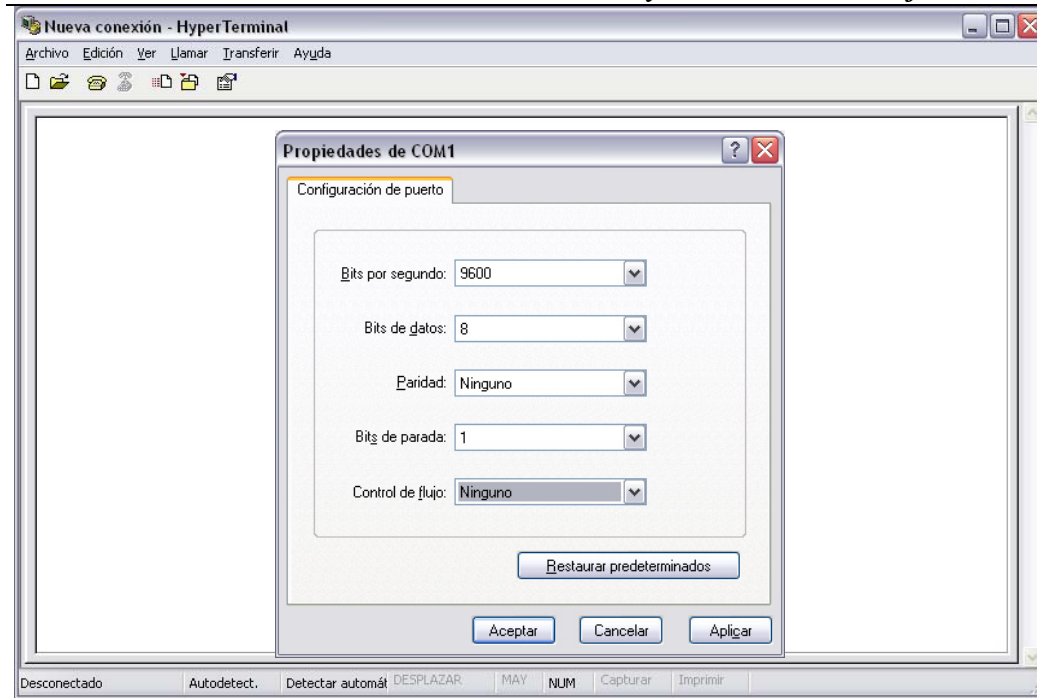 Nueva conexión - HyperTerminal
Archivo Edición Ver Llamar Transferir Ayuda
Propiedades de COM1
Configuración de puerto
Bits por segundo: 9600
Bits de datos: 8
Paridad: Ninguno
Bits de parada: 1
Control de flujo: Ninguno
Restaurar predeterminados
Aceptar Cancelar Aplicar
Desconectado Autodetect. Detectar automát DESPLAZAR MAY NUM Capturar Imprimir